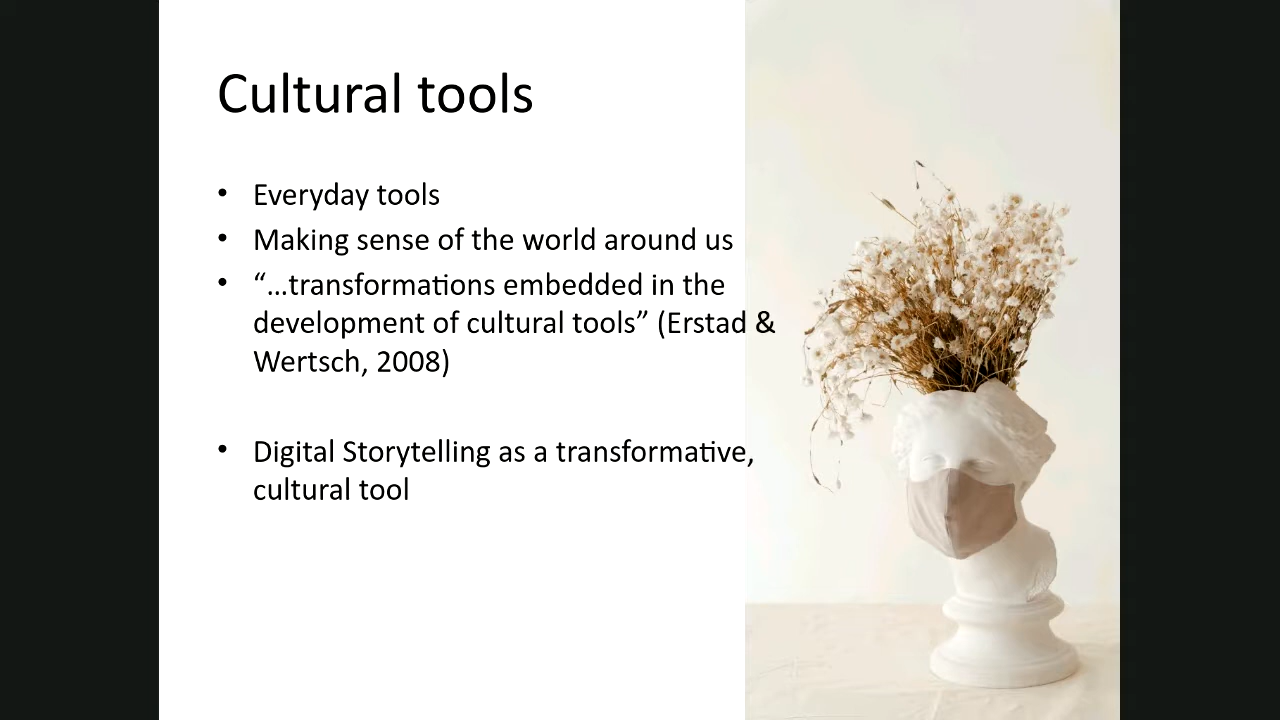 Cultural tools
• Everyday tools
• Making sense of the world around us
• “…transformations embedded in the
development of cultural tools” (Erstad &
Wertsch, 2008)
• Digital Storytelling as a transformative,
cultural tool